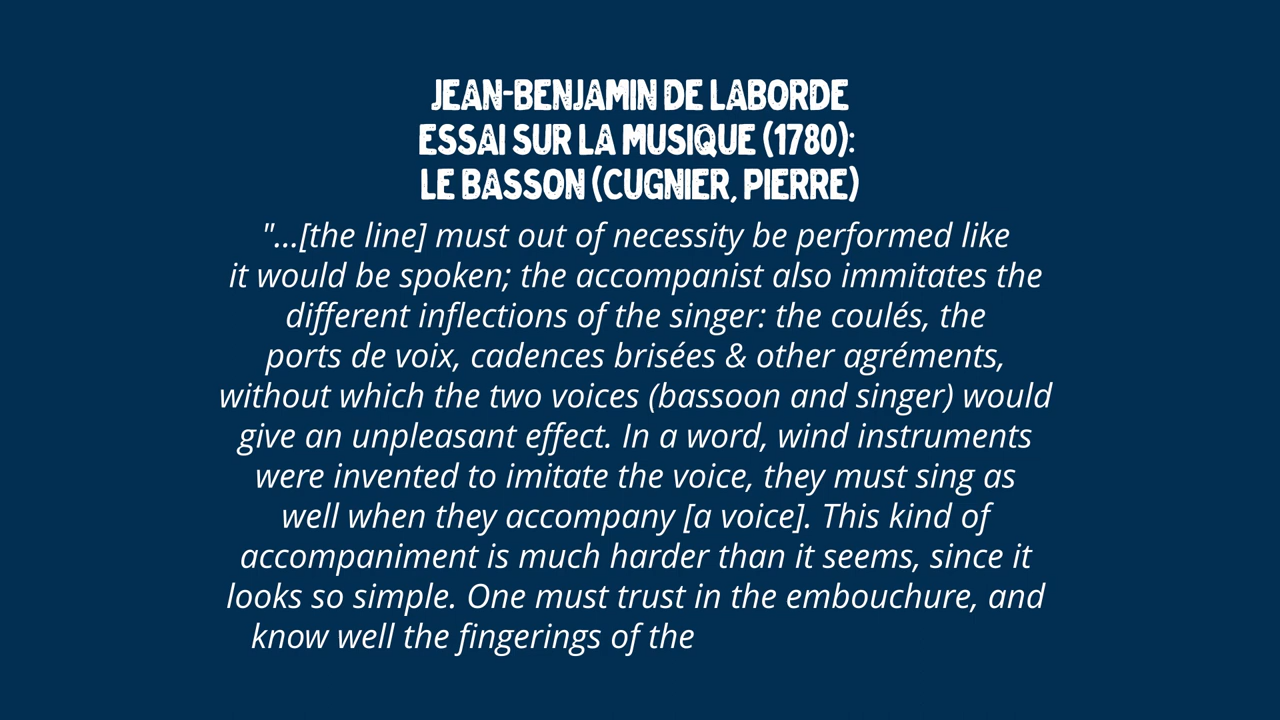 JEAN-BENJAMIN DE LABORDE
ESSAI SUR LA MUSIQUE (1780):
LE BASSON (CUGNIER, PIERRE)
"...[the line] must out of necessity be performed like
it would be spoken; the accompanist also immitates the
different inflections of the singer: the coulés, the
ports de voix, cadences brisées & other agréments,
without which the two voices (bassoon and singer) would
give an unpleasant effect. In a word, wind instruments
were invented to imitate the voice, they must sing as
well when they accompany [a voice]. This kind of
accompaniment is much harder than it seems, since it
looks so simple. One must trust in the embouchure, and
know well the fingerings of the